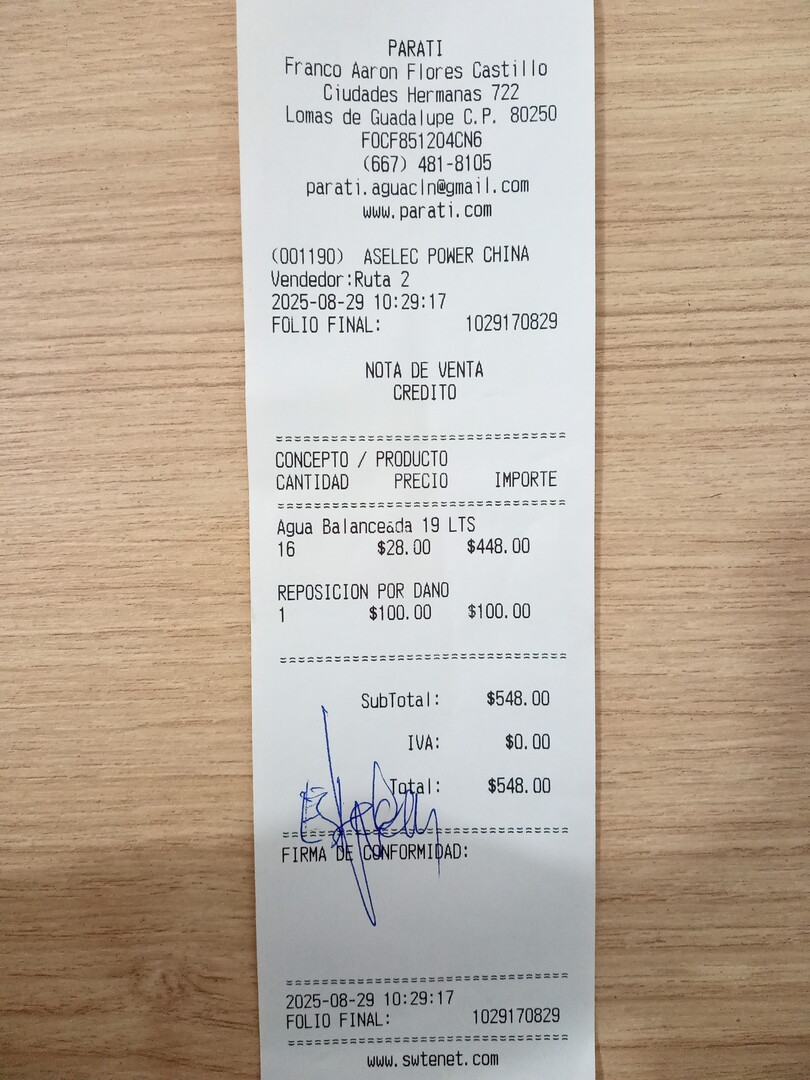 PARATI
Franco Aaron Flores Castillo
Ciudades Hermanas 722
Lomas de Guadalupe C.P. 80250
FOCF851204CN6
(667) 481-8105
parati.aguacln@gmail.com
www.parati.com
(001190) ASELEC POWER CHINA
Vendedor:Ruta 2
2025-08-29 10:29:17
FOLIO FINAL: 1029170829
NOTA DE VENTA
CREDITO
================================
CONCEPTO / PRODUCTO
CANTIDAD PRECIO IMPORTE
================================
Agua Balanceada 19 LTS
16 $28.00 $448.00
REPOSICION POR DANO
1 $100.00 $100.00
================================
SubTotal: $548.00
IVA: $0.00
Total: $548.00
================================
FIRMA DE CONFORMIDAD:
================================
2025-08-29 10:29:17
FOLIO FINAL: 1029170829
================================
www.swtenet.com